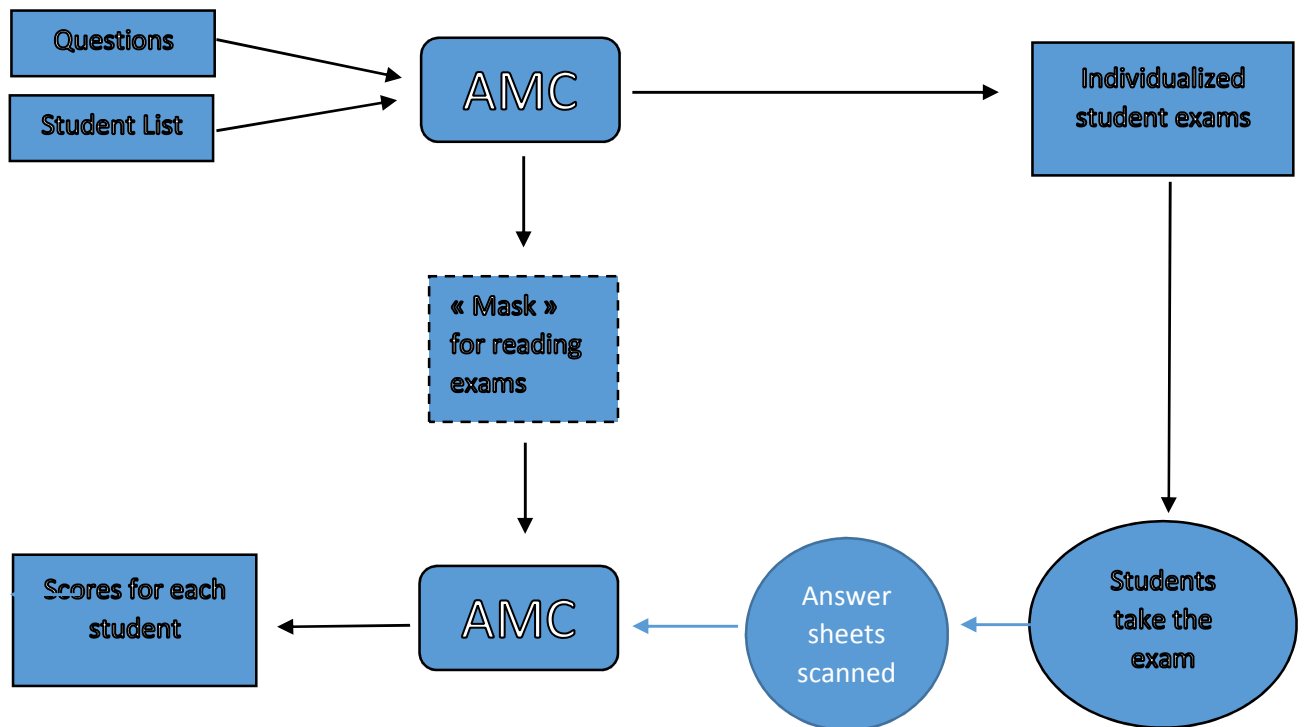 Questions
Student List
AMC
Individualized
student exams
« Mask »
for reading
exams
Scores for each
student
AMC
Answer
sheets
scanned
Students
take the
exam